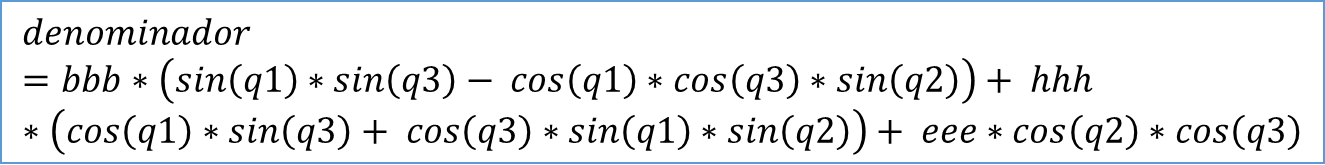 denominador
= bbb ∗ (sin(q1) ∗ sin(q3) − cos(q1) ∗ cos(q3) ∗ sin(q2)) + hhh
∗ (cos(q1) ∗ sin(q3) + cos(q3) ∗ sin(q1) ∗ sin(q2)) + eee ∗ cos(q2) ∗ cos(q3)